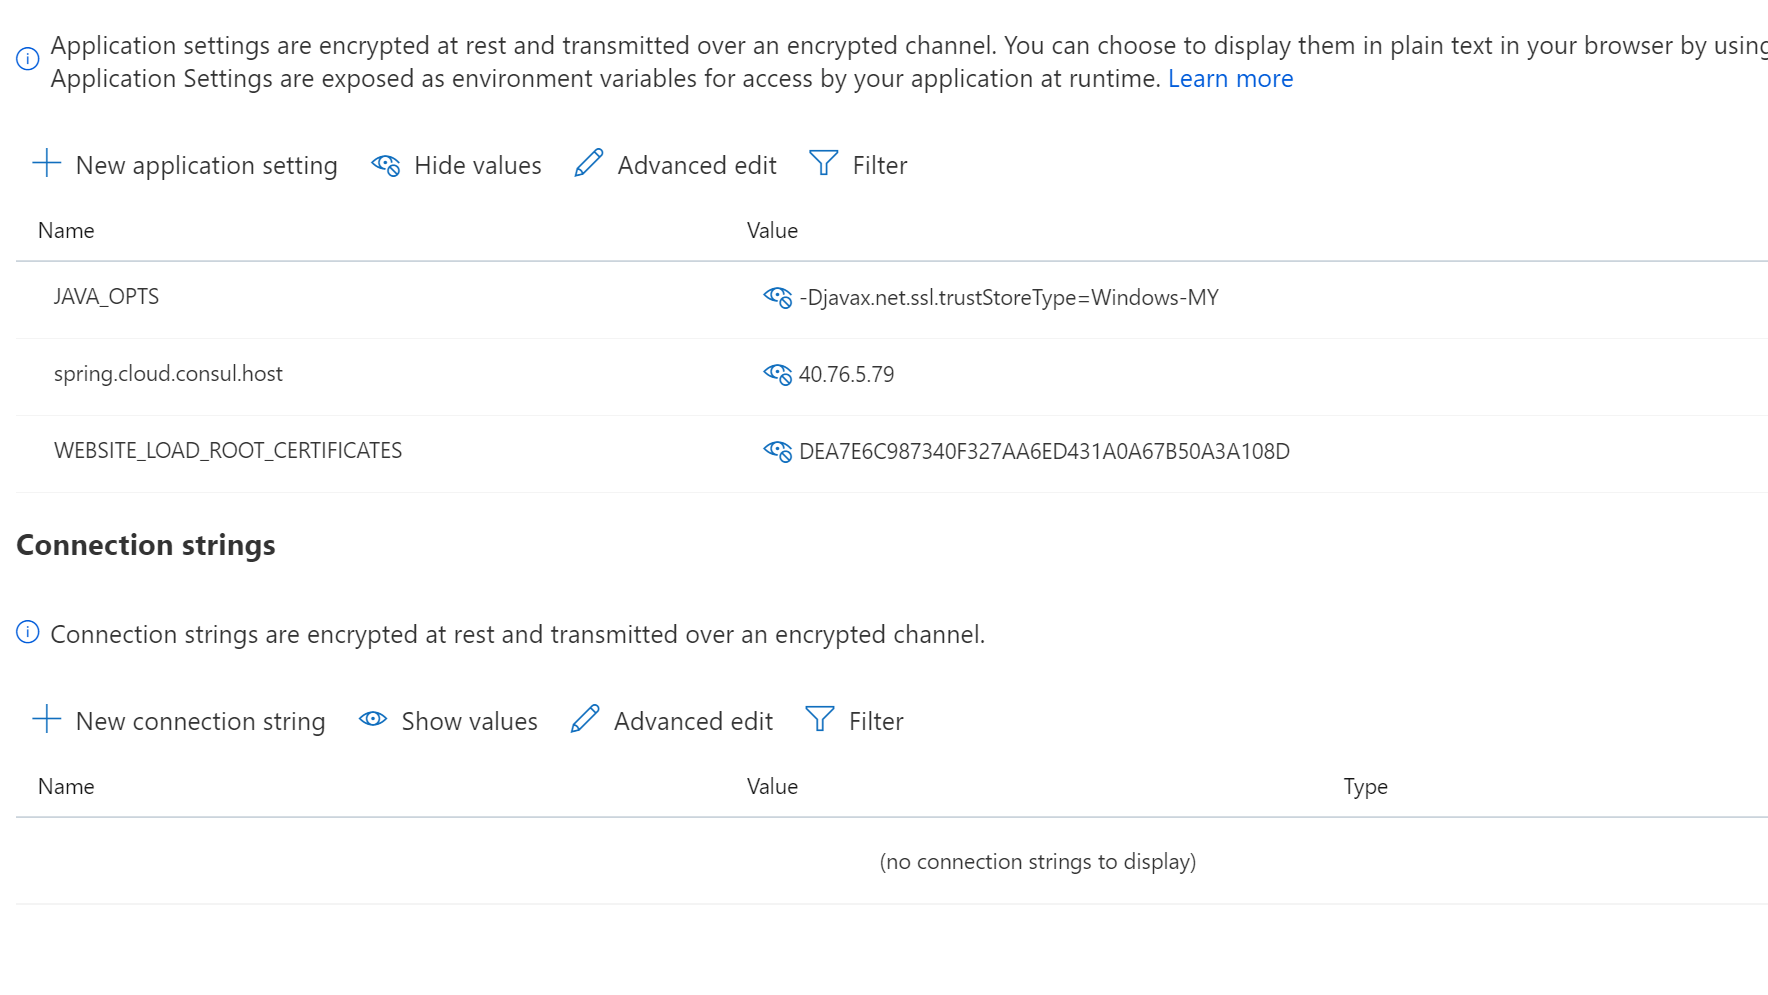 Application settings are encrypted at rest and transmitted over an encrypted channel. You can choose to display them in plain text in your browser by using
Application Settings are exposed as environment variables for access by your application at runtime. Learn more
New application setting Hide values Advanced edit Filter
Name Value
JAVA_OPTS -Djavax.net.ssl.trustStoreType=Windows-MY
spring.cloud.consul.host 40.76.5.79
WEBSITE_LOAD_ROOT_CERTIFICATES DEA7E6C987340F327AA6ED431A0A67B50A3A108D
Connection strings
Connection strings are encrypted at rest and transmitted over an encrypted channel.
New connection string Show values Advanced edit Filter
Name Value Type
(no connection strings to display)